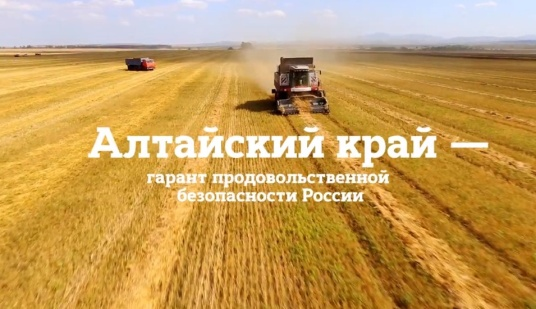 Алтайский край —
гарант продовольственной
безопасности России